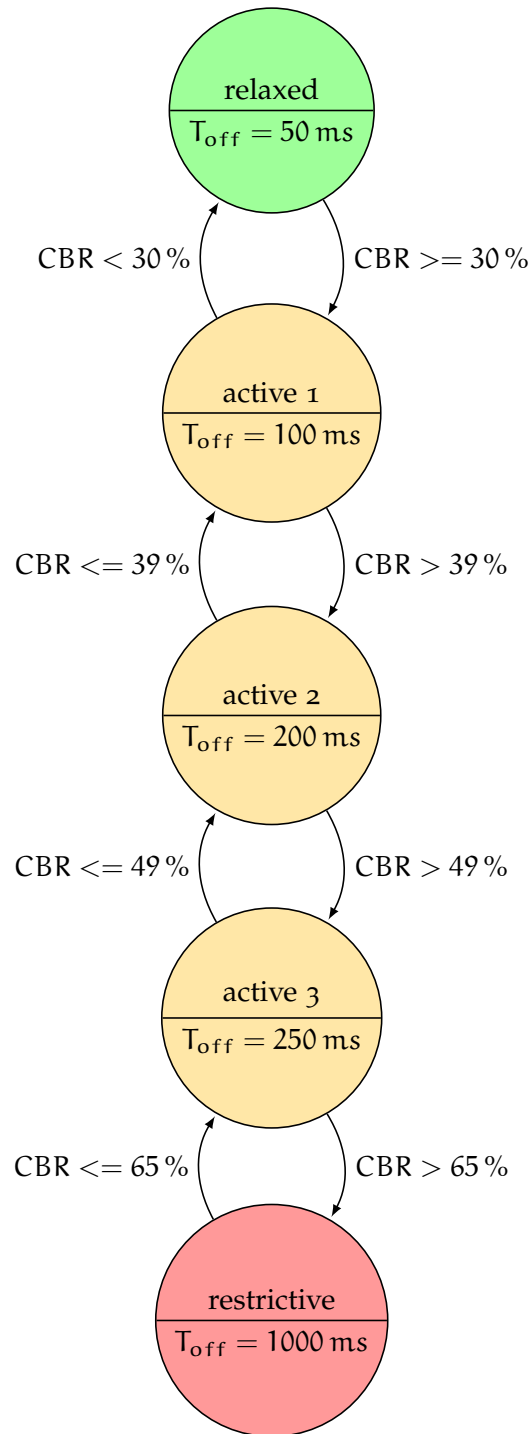 relaxed
T_off = 50 ms
CBR < 30 %
CBR >= 30 %
active 1
T_off = 100 ms
CBR <= 39 %
CBR > 39 %
active 2
T_off = 200 ms
CBR <= 49 %
CBR > 49 %
active 3
T_off = 250 ms
CBR <= 65 %
CBR > 65 %
restrictive
T_off = 1000 ms